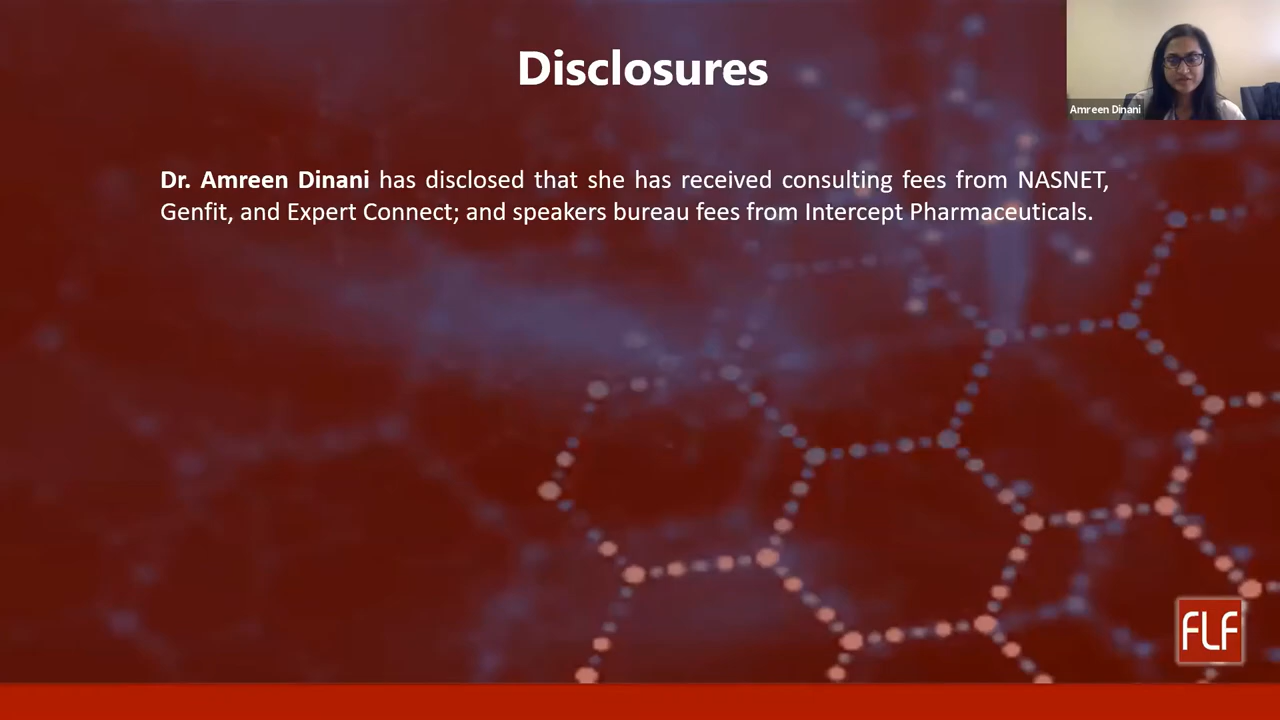 Disclosures
Amreen Dinani
Dr. Amreen Dinani has disclosed that she has received consulting fees from NASNET,
Genfit, and Expert Connect; and speakers bureau fees from Intercept Pharmaceuticals.
FLF